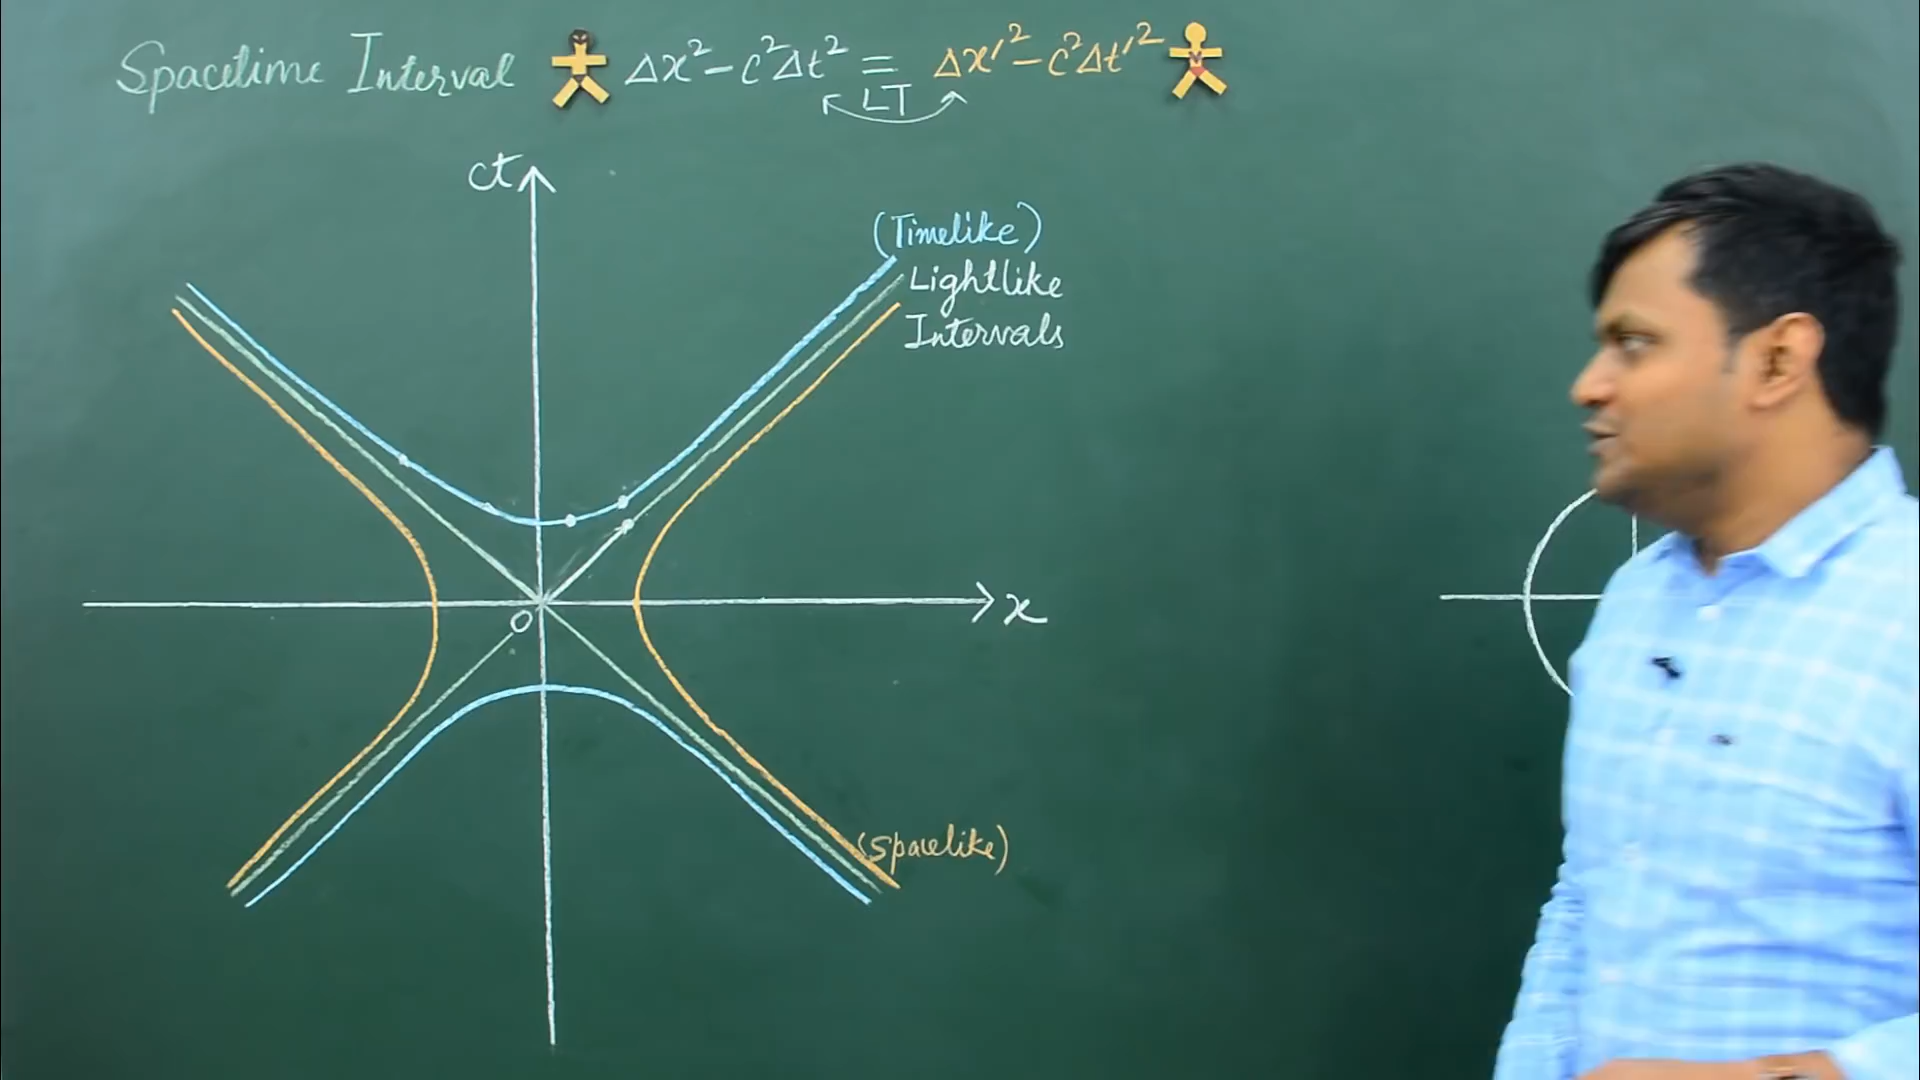 Spacetime Interval Δx²-c²Δt² = Δx'²-c²Δt'²
LT
ct
(Timelike)
Lightlike
Intervals
x
O
(Spacelike)